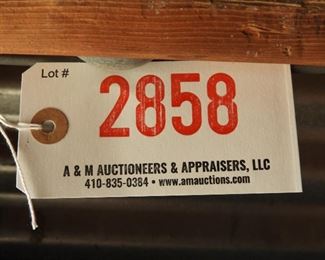 Lot #
2858
A & M AUCTIONEERS & APPRAISERS, LLC
410-835-0384 • www.amauctions.com